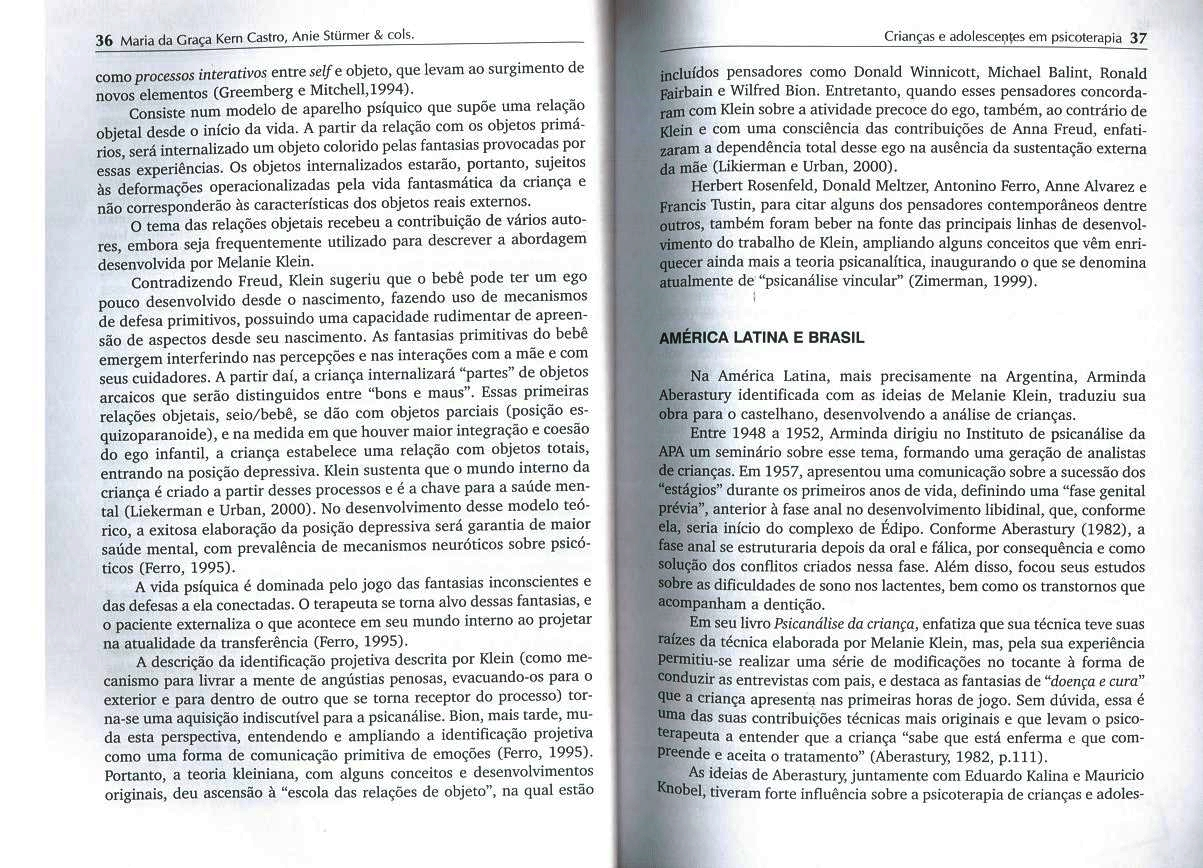 36 Maria da Graça Kern Castro, Anie Stürmer & cols.
como processos interativos entre self e objeto, que levam ao surgimento de
novos elementos (Greemberg e Mitchell,1994).
Consiste num modelo de aparelho psíquico que supõe uma relação
objetal desde o início da vida. A partir da relação com os objetos primá-
rios, será internalizado um objeto colorido pelas fantasias provocadas por
essas experiências. Os objetos internalizados estarão, portanto, sujeitos
às deformações operacionalizadas pela vida fantasmática da criança e
não corresponderão às características dos objetos reais externos.
O tema das relações objetais recebeu a contribuição de vários auto-
res, embora seja frequentemente utilizado para descrever a abordagem
desenvolvida por Melanie Klein.
Contradizendo Freud, Klein sugeriu que o bebê pode ter um ego
pouco desenvolvido desde o nascimento, fazendo uso de mecanismos
de defesa primitivos, possuindo uma capacidade rudimentar de apreen-
são de aspectos desde seu nascimento. As fantasias primitivas do bebê
emergem interferindo nas percepções e nas interações com a mãe e com
seus cuidadores. A partir daí, a criança internalizará “partes” de objetos
arcaicos que serão distinguidos entre “bons e maus”. Essas primeiras
relações objetais, seio/bebê, se dão com objetos parciais (posição es-
quizoparanoide), e na medida em que houver maior integração e coesão
do ego infantil, a criança estabelece uma relação com objetos totais,
entrando na posição depressiva. Klein sustenta que o mundo interno da
criança é criado a partir desses processos e é a chave para a saúde men-
tal (Liekerman e Urban, 2000). No desenvolvimento desse modelo teó-
rico, a exitosa elaboração da posição depressiva será garantia de maior
saúde mental, com prevalência de mecanismos neuróticos sobre psicó-
ticos (Ferro, 1995).
A vida psíquica é dominada pelo jogo das fantasias inconscientes e
das defesas a ela conectadas. O terapeuta se torna alvo dessas fantasias, e
o paciente externaliza o que acontece em seu mundo interno ao projetar
na atualidade da transferência (Ferro, 1995).
A descrição da identificação projetiva descrita por Klein (como me-
canismo para livrar a mente de angústias penosas, evacuando-os para o
exterior e para dentro de outro que se torna receptor do processo) tor-
na-se uma aquisição indiscutível para a psicanálise. Bion, mais tarde, mu-
da esta perspectiva, entendendo e ampliando a identificação projetiva
como uma forma de comunicação primitiva de emoções (Ferro, 1995).
Portanto, a teoria kleiniana, com alguns conceitos e desenvolvimentos
originais, deu ascensão à “escola das relações de objeto”, na qual estão
Crianças e adolescentes em psicoterapia 37
incluídos pensadores como Donald Winnicott, Michael Balint, Ronald
Fairbain e Wilfred Bion. Entretanto, quando esses pensadores concorda-
ram com Klein sobre a atividade precoce do ego, também, ao contrário de
Klein e com uma consciência das contribuições de Anna Freud, enfati-
zaram a dependência total desse ego na ausência da sustentação externa
da mãe (Likierman e Urban, 2000).
Herbert Rosenfeld, Donald Meltzer, Antonino Ferro, Anne Alvarez e
Francis Tustin, para citar alguns dos pensadores contemporâneos dentre
outros, também foram beber na fonte das principais linhas de desenvol-
vimento do trabalho de Klein, ampliando alguns conceitos que vêm enri-
quecer ainda mais a teoria psicanalítica, inaugurando o que se denomina
atualmente de “psicanálise vincular” (Zimerman, 1999).
AMÉRICA LATINA E BRASIL
Na América Latina, mais precisamente na Argentina, Arminda
Aberastury identificada com as ideias de Melanie Klein, traduziu sua
obra para o castelhano, desenvolvendo a análise de crianças.
Entre 1948 a 1952, Arminda dirigiu no Instituto de psicanálise da
APA um seminário sobre esse tema, formando uma geração de analistas
de crianças. Em 1957, apresentou uma comunicação sobre a sucessão dos
“estágios” durante os primeiros anos de vida, definindo uma “fase genital
prévia”, anterior à fase anal no desenvolvimento libidinal, que, conforme
ela, seria início do complexo de Édipo. Conforme Aberastury (1982), a
fase anal se estruturaria depois da oral e fálica, por consequência e como
solução dos conflitos criados nessa fase. Além disso, focou seus estudos
sobre as dificuldades de sono nos lactentes, bem como os transtornos que
acompanham a dentição.
Em seu livro Psicanálise da criança, enfatiza que sua técnica teve suas
raízes da técnica elaborada por Melanie Klein, mas, pela sua experiência
permitiu-se realizar uma série de modificações no tocante à forma de
conduzir as entrevistas com pais, e destaca as fantasias de “doença e cura”
que a criança apresenta nas primeiras horas de jogo. Sem dúvida, essa é
uma das suas contribuições técnicas mais originais e que levam o psico-
terapeuta a entender que a criança “sabe que está enferma e que com-
preende e aceita o tratamento” (Aberastury, 1982, p.111).
As ideias de Aberastury, juntamente com Eduardo Kalina e Mauricio
Knobel, tiveram forte influência sobre a psicoterapia de crianças e adoles-